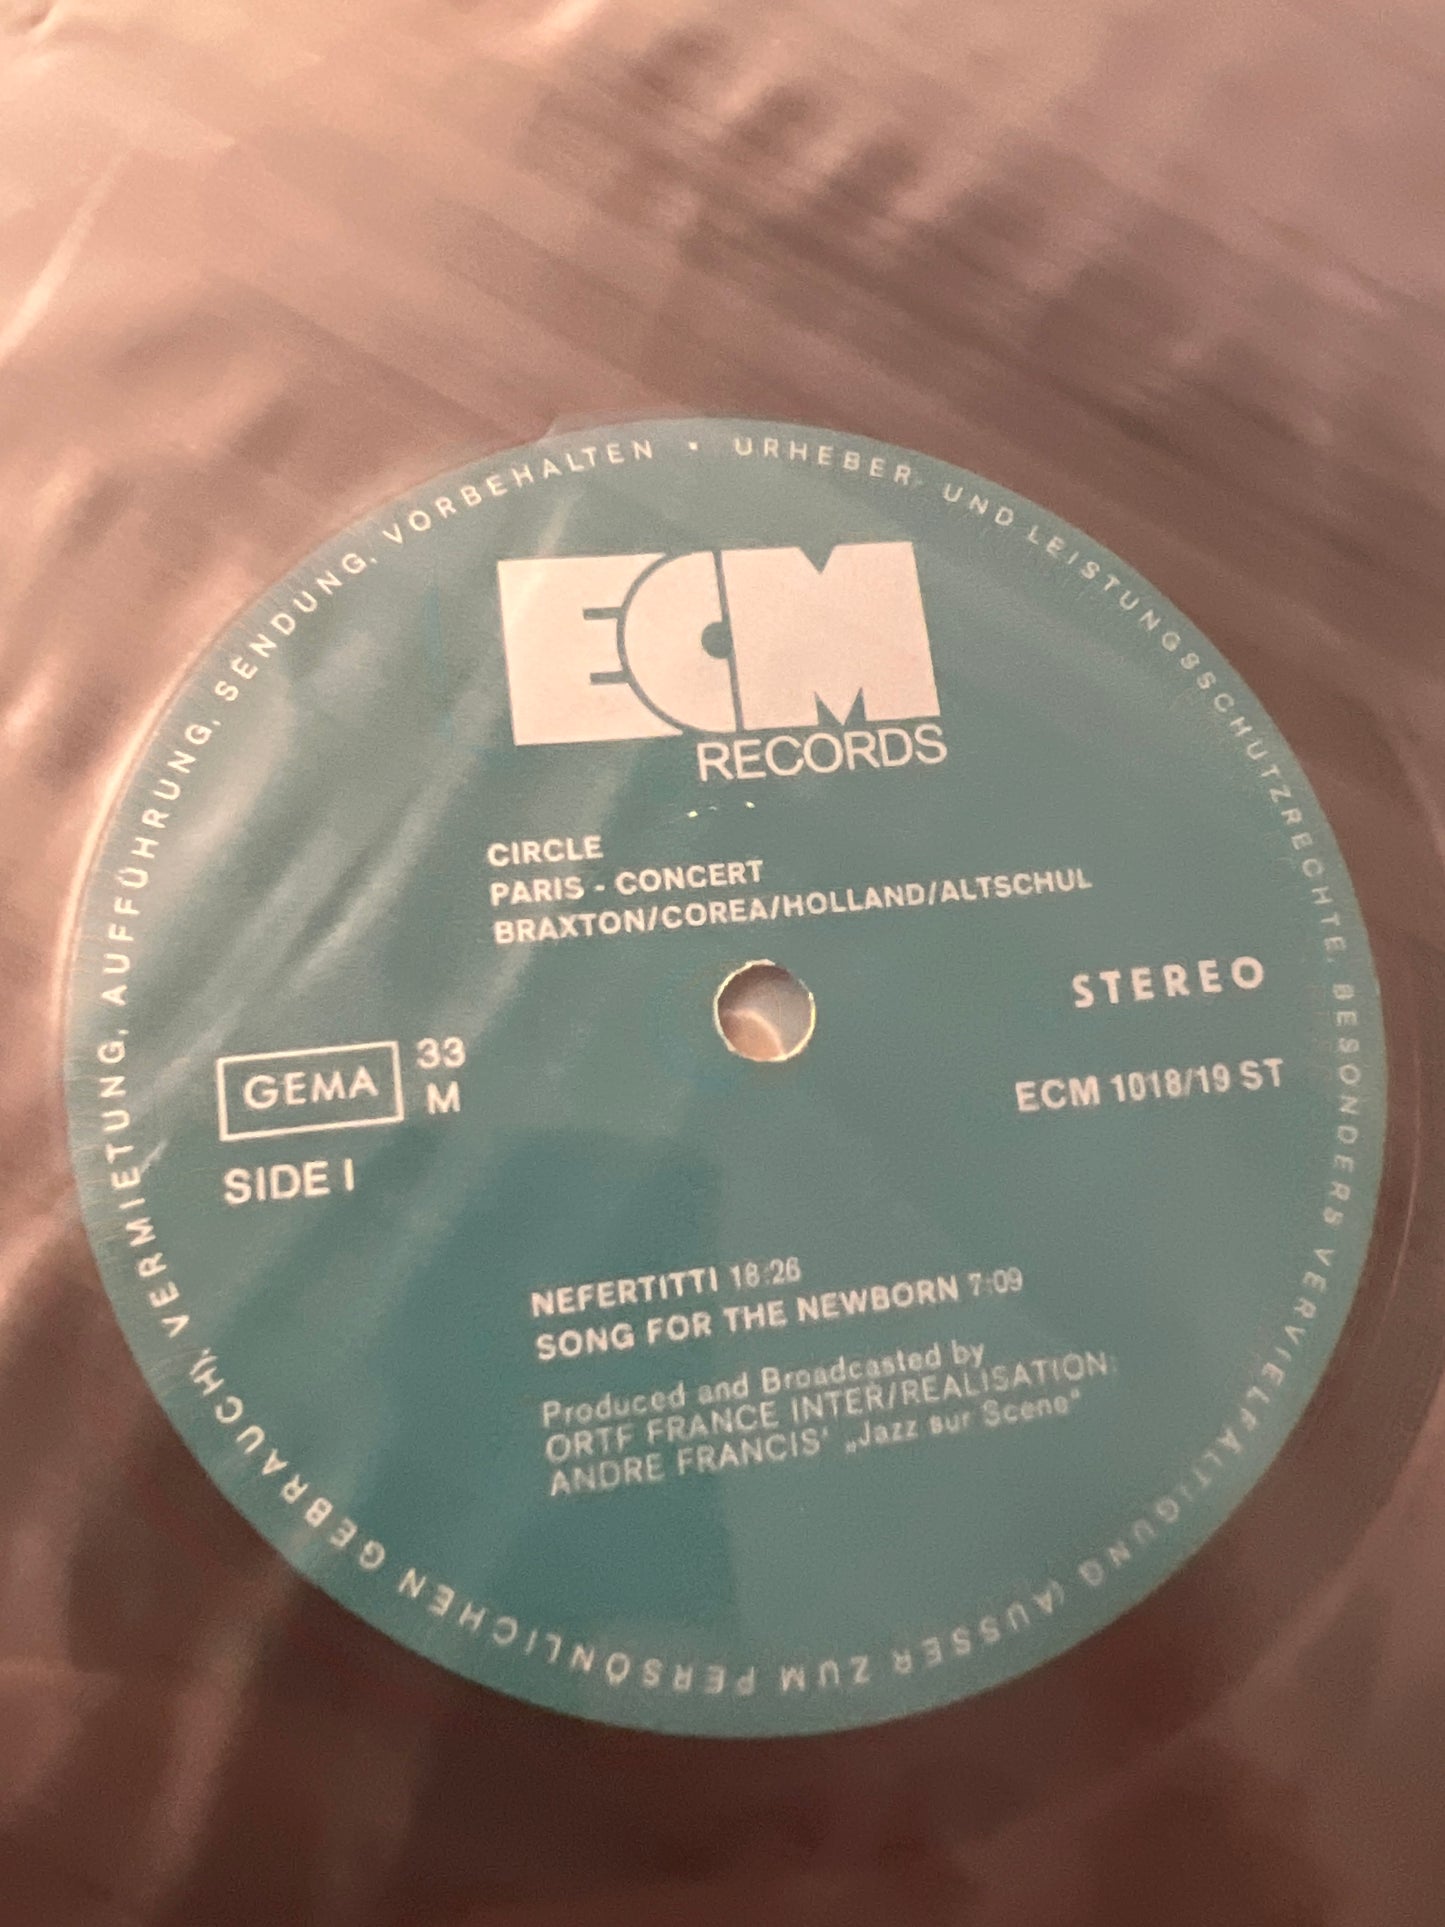 URHEBER- UND LEISTUNGSSCHUTZRECHTE, BESONDERS VERVIELFÄLTIGUNG (AUSSER ZUM PERSÖNLICHEN GEBRAUCH), VERMIETUNG, AUFFÜHRUNG, SENDUNG, VORBEHALTEN •
ECM
RECORDS
CIRCLE
PARIS - CONCERT
BRAXTON/COREA/HOLLAND/ALTSCHUL
STEREO
GEMA
33
M
ECM 1018/19 ST
SIDE I
NEFERTITTI 18:26
SONG FOR THE NEWBORN 7:09
Produced and Broadcasted by
ORTF FRANCE INTER/REALISATION:
ANDRE FRANCIS' „Jazz sur Scene"